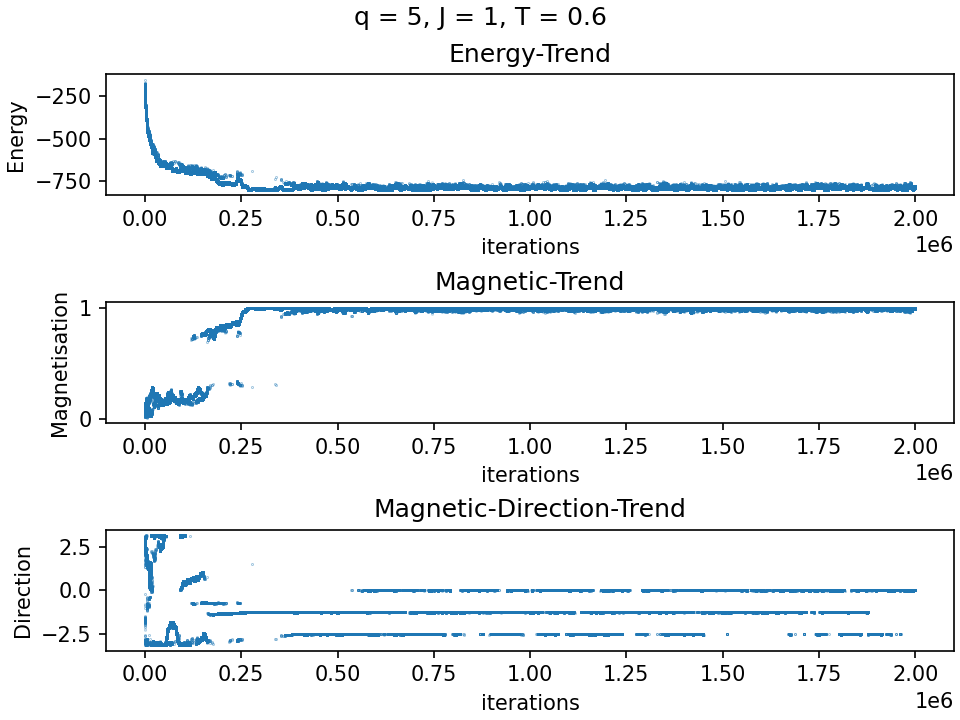 q = 5, J = 1, T = 0.6
Energy-Trend
Energy
−250
−500
−750
0.00 0.25 0.50 0.75 1.00 1.25 1.50 1.75 2.00
iterations
1e6
Magnetic-Trend
Magnetisation
1
0
0.00 0.25 0.50 0.75 1.00 1.25 1.50 1.75 2.00
iterations
1e6
Magnetic-Direction-Trend
Direction
2.5
0.0
−2.5
0.00 0.25 0.50 0.75 1.00 1.25 1.50 1.75 2.00
iterations
1e6